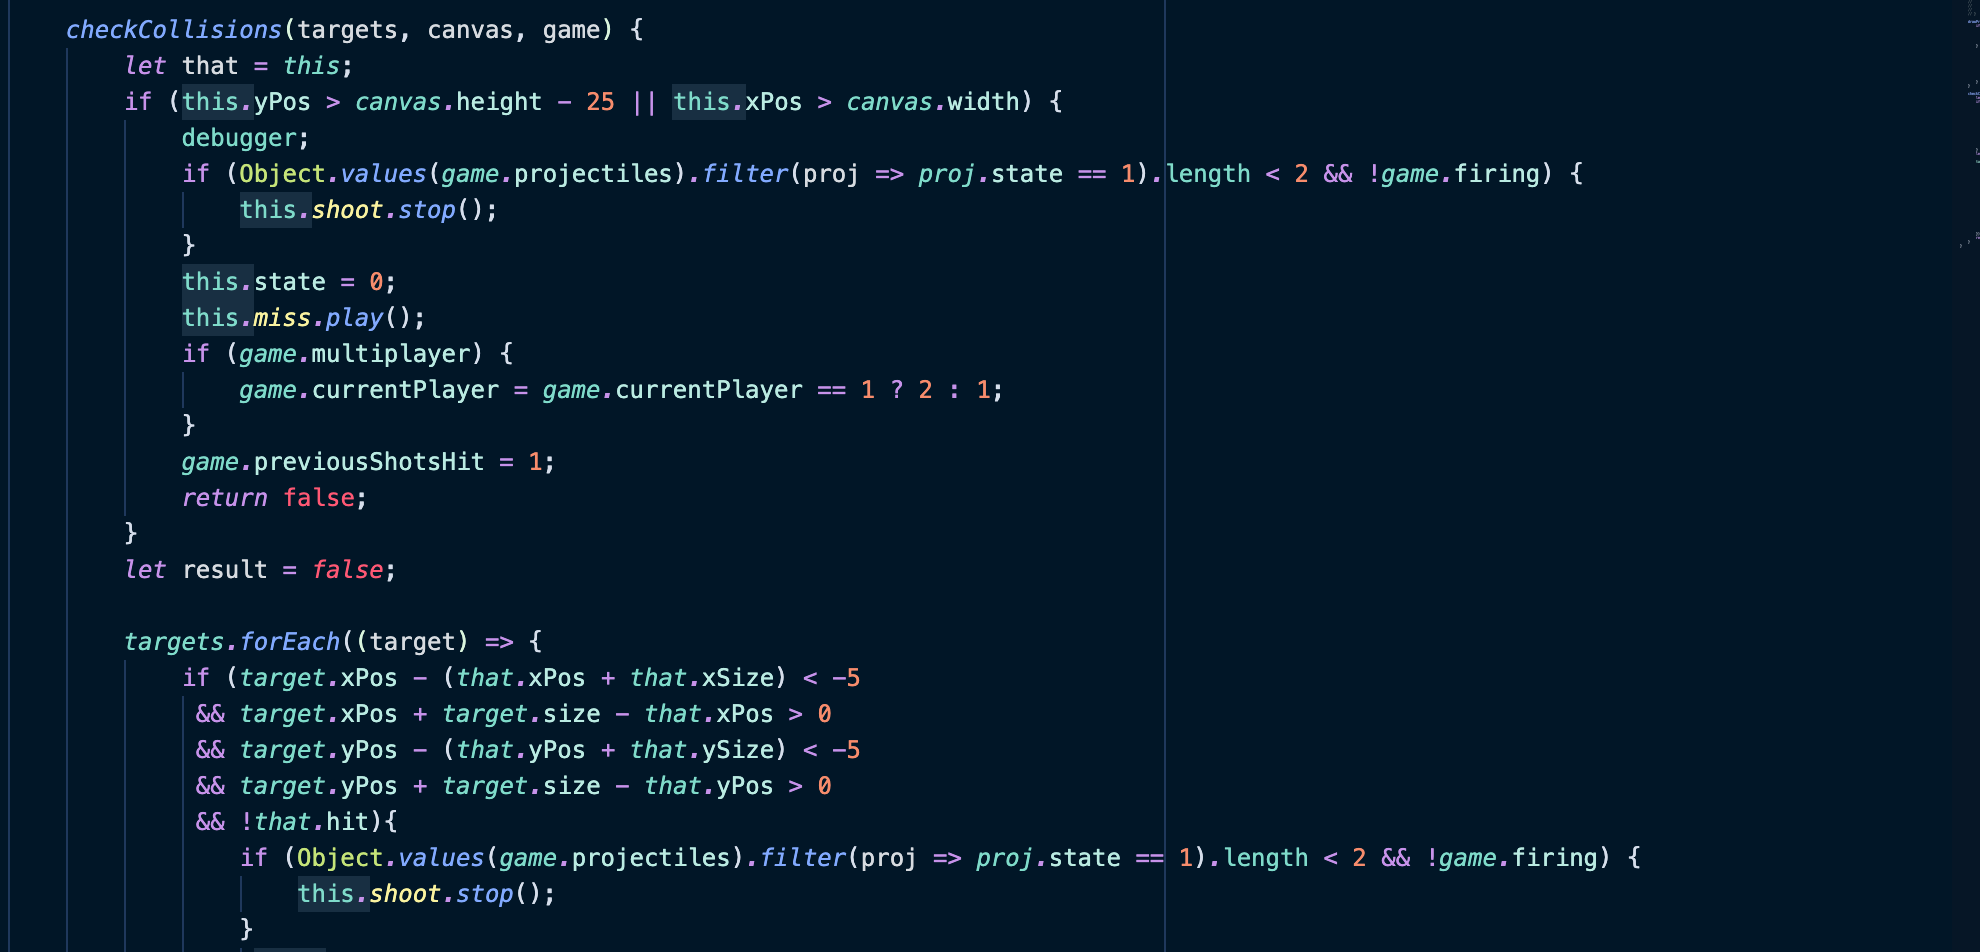 checkCollisions(targets, canvas, game) {
let that = this;
if (this.yPos > canvas.height - 25 || this.xPos > canvas.width) {
debugger;
if (Object.values(game.projectiles).filter(proj => proj.state == 1).length < 2 && !game.firing) {
this.shoot.stop();
}
this.state = 0;
this.miss.play();
if (game.multiplayer) {
game.currentPlayer = game.currentPlayer == 1 ? 2 : 1;
}
game.previousShotsHit = 1;
return false;
}
let result = false;
targets.forEach((target) => {
if (target.xPos - (that.xPos + that.xSize) < -5
&& target.xPos + target.size - that.xPos > 0
&& target.yPos - (that.yPos + that.ySize) < -5
&& target.yPos + target.size - that.yPos > 0
&& !that.hit){
if (Object.values(game.projectiles).filter(proj => proj.state == 1).length < 2 && !game.firing) {
this.shoot.stop();
}